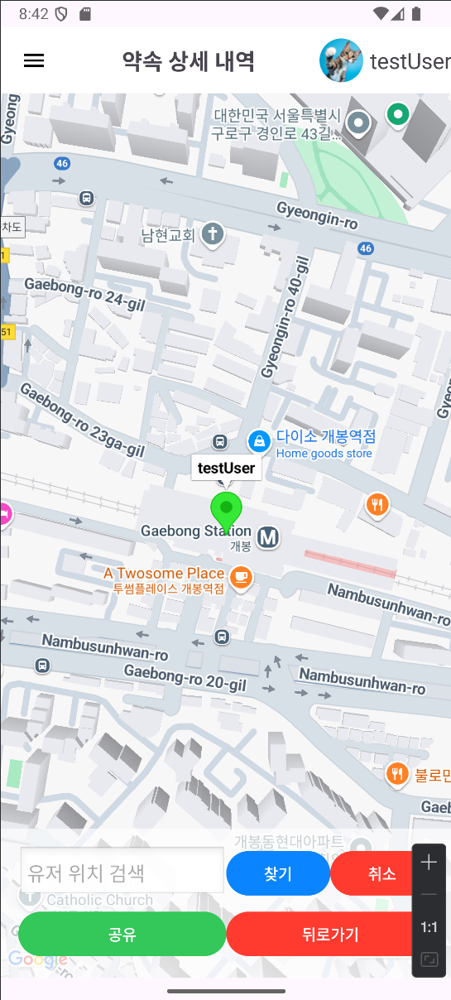 8:42
약속 상세 내역
testUser
Gyeong
대한민국 서울특별시
구로구 경인로 43길...
46
Gyeongin-ro
차도
남현교회
46
1
Gaebong-ro 24-gil
Gyeongin-ro 40-gil
51
Gaebong-ro 23ga-gil
Gy
다이소 개봉역점
Home goods store
testUser
Gaebong Station
개봉
M
A Twosome Place
투썸플레이스 개봉역점
Nambusunhwan-ro
Nambusunhwan-ro
Gaebong-ro 20-gil
Nambusunhwan-ro
불로만
Gaeb
개봉동현대아파트
유저 위치 검색
찾기
취소
Catholic Church
공유
뒤로가기
1:1
Google